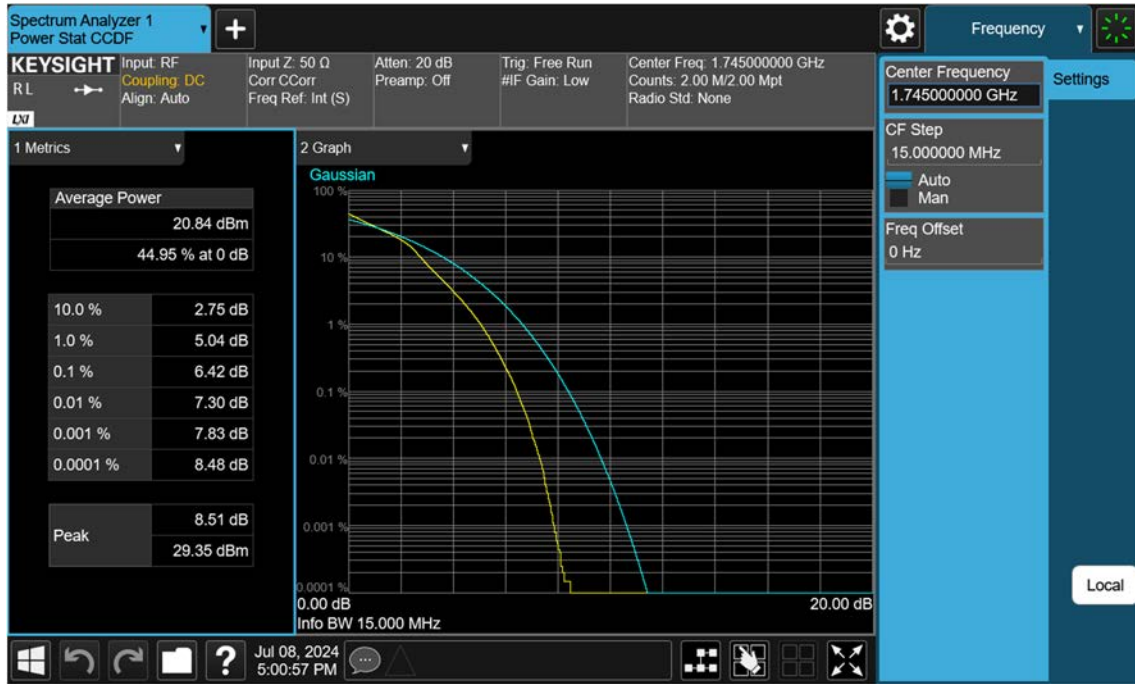 Spectrum Analyzer 1
Power Stat CCDF
Frequency
KEYSIGHT
RL
LXI
Input: RF
Coupling: DC
Align: Auto
Input Z: 50 Ω
Corr CCorr
Freq Ref: Int (S)
Atten: 20 dB
Preamp: Off
Trig: Free Run
#IF Gain: Low
Center Freq: 1.745000000 GHz
Counts: 2.00 M/2.00 Mpt
Radio Std: None
Center Frequency
1.745000000 GHz
Settings
CF Step
15.000000 MHz
Auto
Man
Freq Offset
0 Hz
Local
1 Metrics
Average Power
20.84 dBm
44.95 % at 0 dB
10.0 % 2.75 dB
1.0 % 5.04 dB
0.1 % 6.42 dB
0.01 % 7.30 dB
0.001 % 7.83 dB
0.0001 % 8.48 dB
Peak
8.51 dB
29.35 dBm
2 Graph
Gaussian
100 %
10 %
1 %
0.1 %
0.01 %
0.001 %
0.0001 %
0.00 dB 20.00 dB
Info BW 15.000 MHz
?
Jul 08, 2024
5:00:57 PM